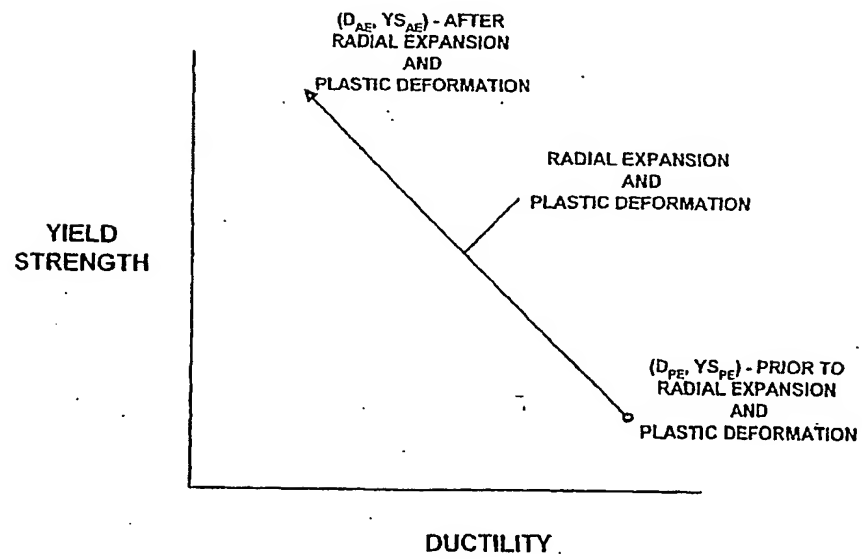 (D_AE, YS_AE) - AFTER
RADIAL EXPANSION
AND
PLASTIC DEFORMATION
RADIAL EXPANSION
AND
PLASTIC DEFORMATION
YIELD
STRENGTH
(D_PE, YS_PE) - PRIOR TO
RADIAL EXPANSION
AND
PLASTIC DEFORMATION
DUCTILITY